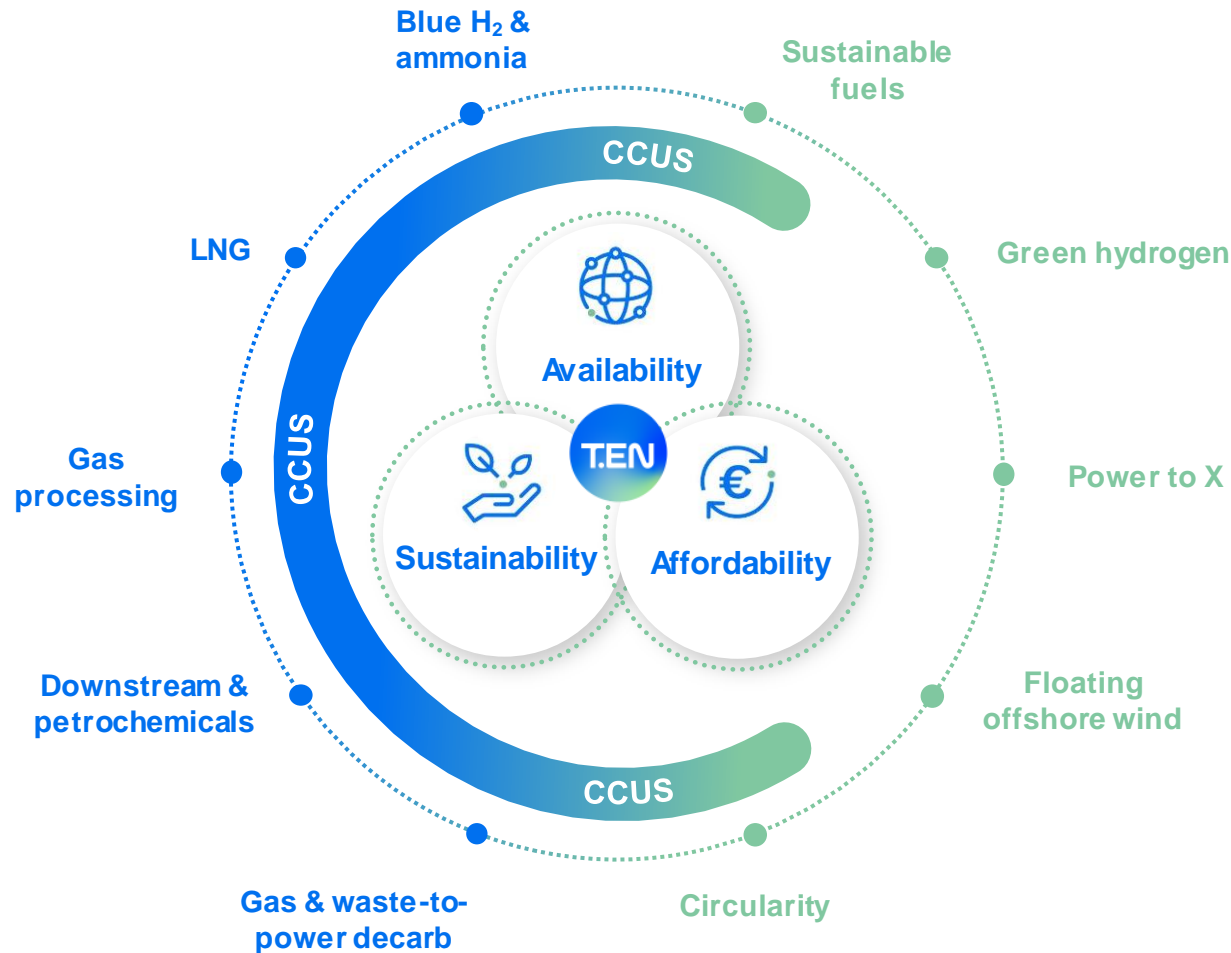 Blue H₂ &
ammonia
Sustainable
fuels
CCUS
LNG
Green hydrogen
Availability
CCUS
T.EN
€
Gas
processing
Power to X
Sustainability
Affordability
Downstream &
petrochemicals
Floating
offshore wind
CCUS
Gas & waste-to-
power decarb
Circularity